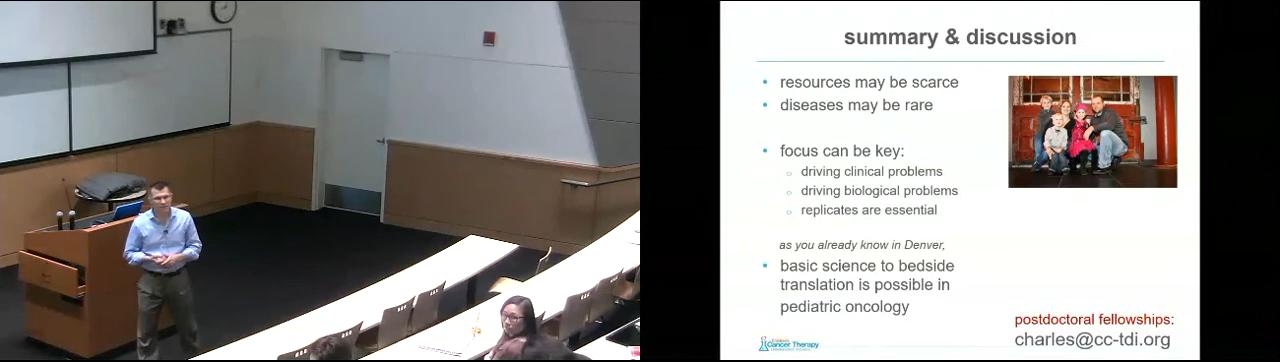 summary & discussion
• resources may be scarce
• diseases may be rare
• focus can be key:
○ driving clinical problems
○ driving biological problems
○ replicates are essential
as you already know in Denver,
• basic science to bedside
translation is possible in
pediatric oncology
Cancer Therapy
postdoctoral fellowships:
charles@cc-tdi.org